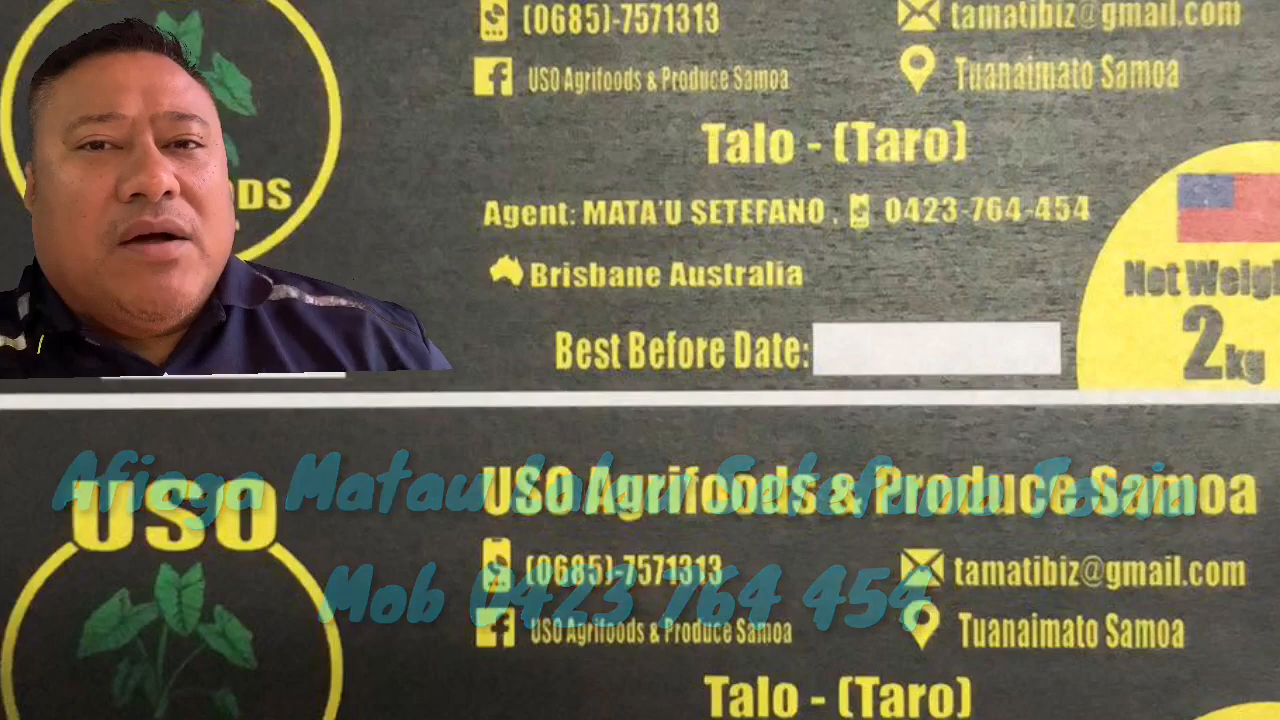 (0685)-7571313
tamatibiz@gmail.com
USO Agrifoods & Produce Samoa
Tuanaimato Samoa
Talo - (Taro)
DS
Agent: MATA'U SETEFANO . 0423-764-454
Brisbane Australia
Net Weigh
2kg
Best Before Date:
Afioga Matau Setefano
USO
USO Agrifoods & Produce Samoa
(0685)-7571313
tamatibiz@gmail.com
Mob 0423 764 454
USO Agrifoods & Produce Samoa
Tuanaimato Samoa
Talo - (Taro)